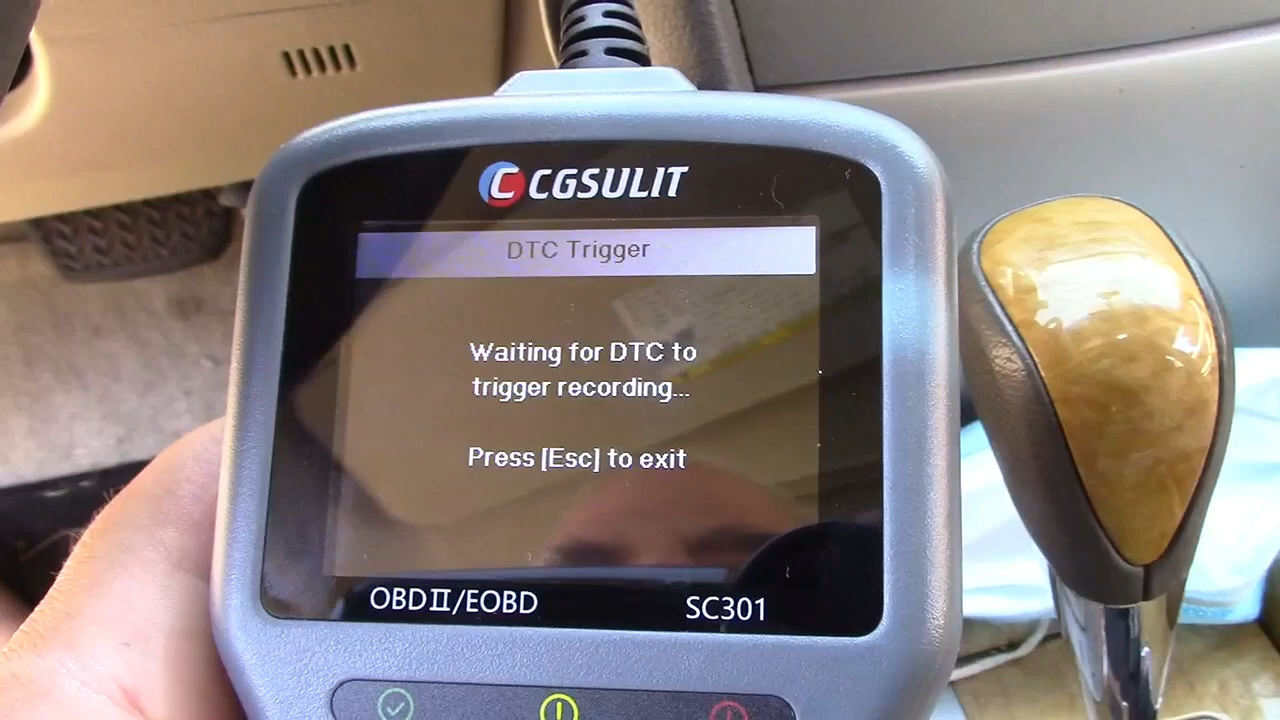 CGSULIT
DTC Trigger
Waiting for DTC to
trigger recording...
Press [Esc] to exit
OBDII/EOBD
SC301